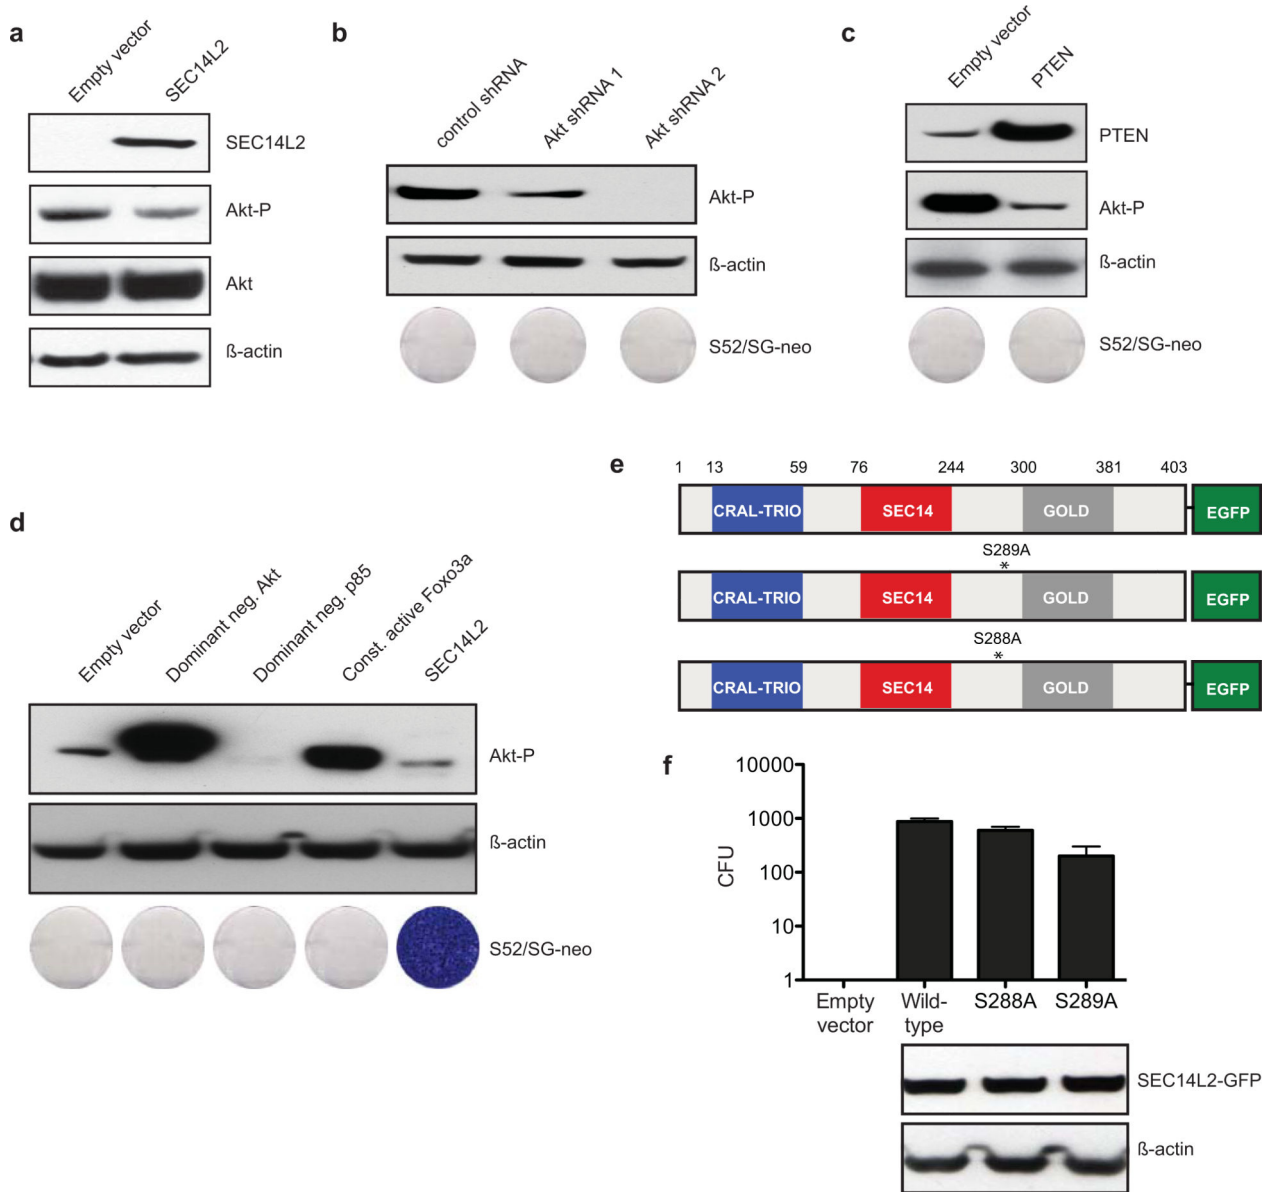 a
Empty vector
SEC14L2
SEC14L2
Akt-P
Akt
ß-actin
b
control shRNA
Akt shRNA 1
Akt shRNA 2
Akt-P
ß-actin
S52/SG-neo
c
Empty vector
PTEN
PTEN
Akt-P
ß-actin
S52/SG-neo
d
Empty vector
Dominant neg. Akt
Dominant neg. p85
Const. active Foxo3a
SEC14L2
Akt-P
ß-actin
S52/SG-neo
e
1 13 59 76 244 300 381 403
CRAL-TRIO SEC14 GOLD EGFP
S289A
*
CRAL-TRIO SEC14 GOLD EGFP
S288A
*
CRAL-TRIO SEC14 GOLD EGFP
f
10000
1000
100
10
1
CFU
Empty vector
Wild-type
S288A
S289A
SEC14L2-GFP
ß-actin